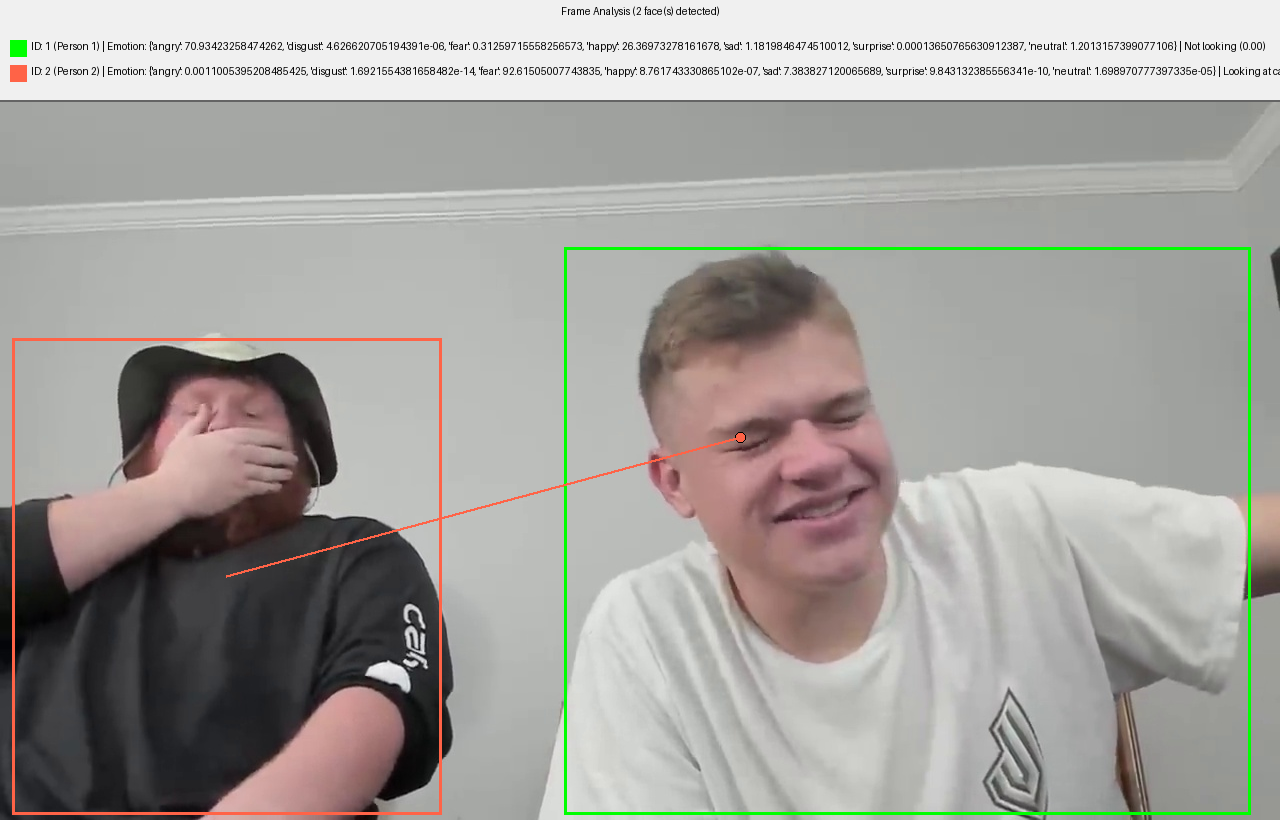 Frame Analysis (2 face(s) detected)
ID: 1 (Person 1) | Emotion: {'angry': 70.93423258474262, 'disgust': 4.626620705194391e-06, 'fear': 0.31259715558256573, 'happy': 26.36973278161678, 'sad': 1.1819846474510012, 'surprise': 0.00013650765630912387, 'neutral': 1.2013157399077106} | Not looking (0.00)
ID: 2 (Person 2) | Emotion: {'angry': 0.0011005395208485425, 'disgust': 1.6921554381658482e-14, 'fear': 92.61505007743835, 'happy': 8.761743330865102e-07, 'sad': 7.383827120065689, 'surprise': 9.843132385556341e-10, 'neutral': 1.698970777397335e-05} | Looking at